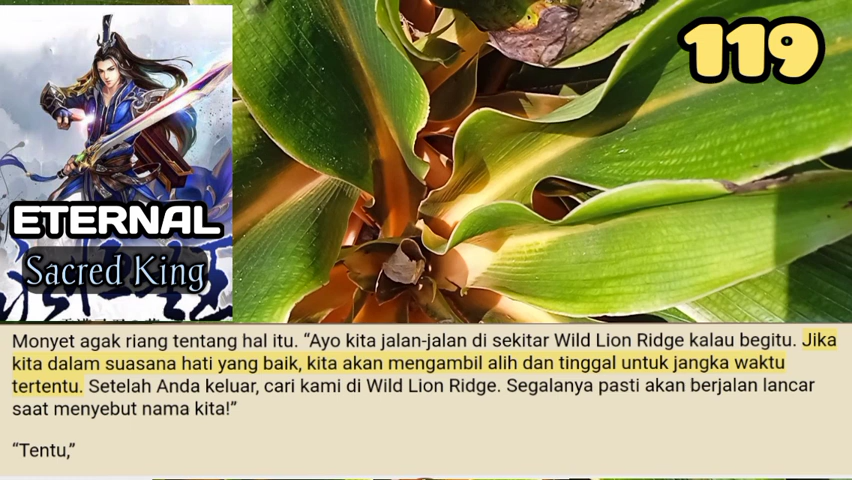 119
ETERNAL
Sacred King
Monyet agak riang tentang hal itu. “Ayo kita jalan-jalan di sekitar Wild Lion Ridge kalau begitu. Jika
kita dalam suasana hati yang baik, kita akan mengambil alih dan tinggal untuk jangka waktu
tertentu. Setelah Anda keluar, cari kami di Wild Lion Ridge. Segalanya pasti akan berjalan lancar
saat menyebut nama kita!”
“Tentu,”